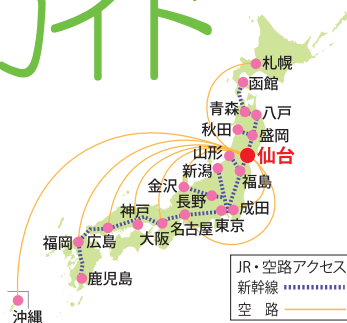 ガイド
札幌
函館
青森
八戸
秋田
盛岡
山形
仙台
新潟
福島
金沢
長野
成田
神戸
東京
名古屋
福岡
広島
大阪
鹿児島
沖縄
JR・空路アクセス
新幹線
空 路